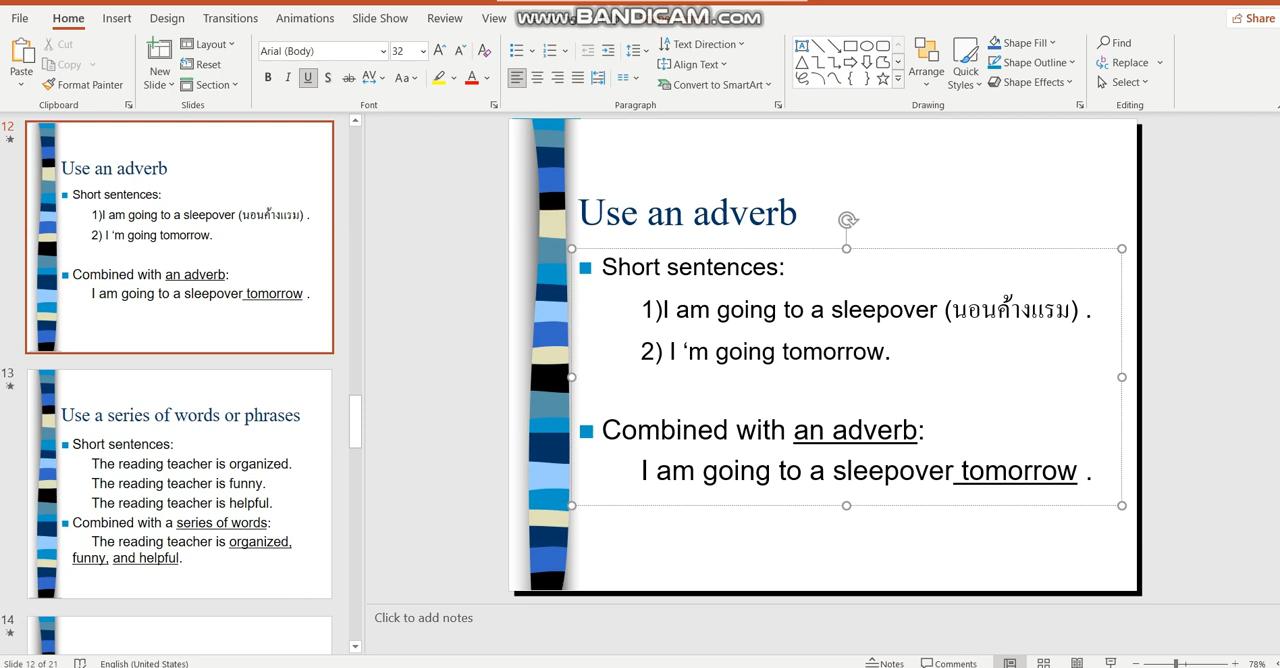 www.BANDICAM.com
File Home Insert Design Transitions Animations Slide Show Review View Share
Paste Cut Copy Format Painter Clipboard
New Slide Layout Reset Section Slides
Arial (Body) 32 Font
Text Direction Align Text Convert to SmartArt Paragraph
Arrange Quick Styles Shape Fill Shape Outline Shape Effects Drawing
Find Replace Select Editing
12
Use an adverb
Short sentences:
1)I am going to a sleepover (นอนค้างแรม) .
2) I ‘m going tomorrow.
Combined with an adverb:
I am going to a sleepover tomorrow .
13
Use a series of words or phrases
Short sentences:
The reading teacher is organized.
The reading teacher is funny.
The reading teacher is helpful.
Combined with a series of words:
The reading teacher is organized,
funny, and helpful.
14
Use an adverb
Short sentences:
1)I am going to a sleepover (นอนค้างแรม) .
2) I ‘m going tomorrow.
Combined with an adverb:
I am going to a sleepover tomorrow .
Click to add notes
Slide 12 of 21 English (United States) Notes Comments 78%